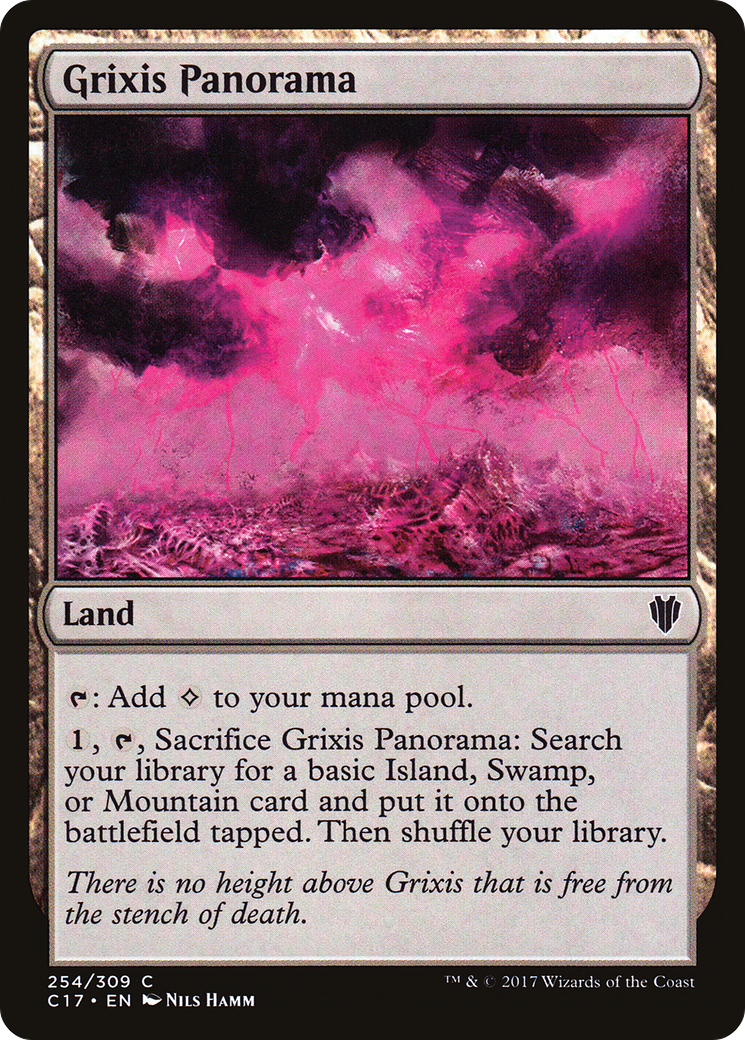 Grixis Panorama
Land
: Add to your mana pool.
1, , Sacrifice Grixis Panorama: Search
your library for a basic Island, Swamp,
or Mountain card and put it onto the
battlefield tapped. Then shuffle your library.
There is no height above Grixis that is free from
the stench of death.
254/309 C
C17 • EN Nils Hamm
™ & © 2017 Wizards of the Coast